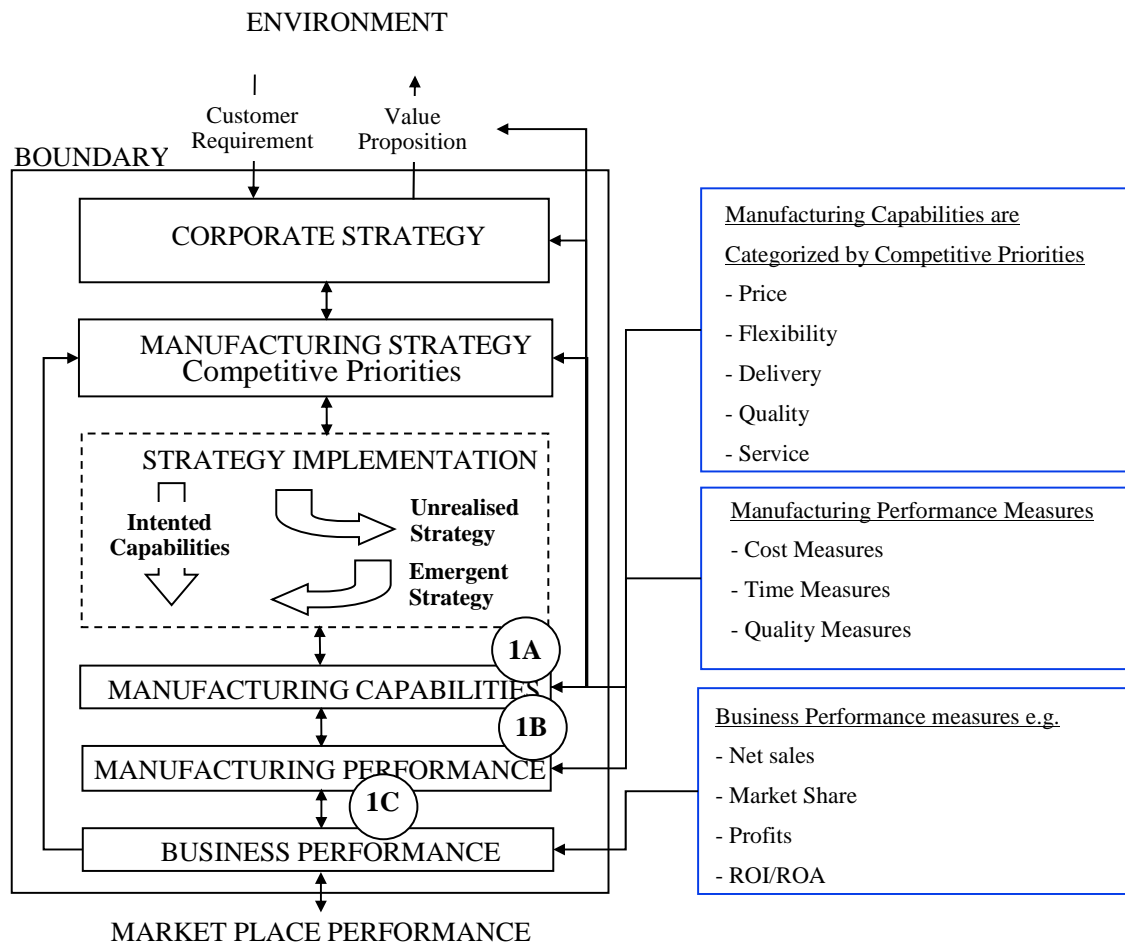 ENVIRONMENT
Customer
Requirement
Value
Proposition
BOUNDARY
CORPORATE STRATEGY
MANUFACTURING STRATEGY
Competitive Priorities
STRATEGY IMPLEMENTATION
Intented
Capabilities
Unrealised
Strategy
Emergent
Strategy
1A
MANUFACTURING CAPABILITIES
1B
MANUFACTURING PERFORMANCE
1C
BUSINESS PERFORMANCE
MARKET PLACE PERFORMANCE
Manufacturing Capabilities are
Categorized by Competitive Priorities
- Price
- Flexibility
- Delivery
- Quality
- Service
Manufacturing Performance Measures
- Cost Measures
- Time Measures
- Quality Measures
Business Performance measures e.g.
- Net sales
- Market Share
- Profits
- ROI/ROA